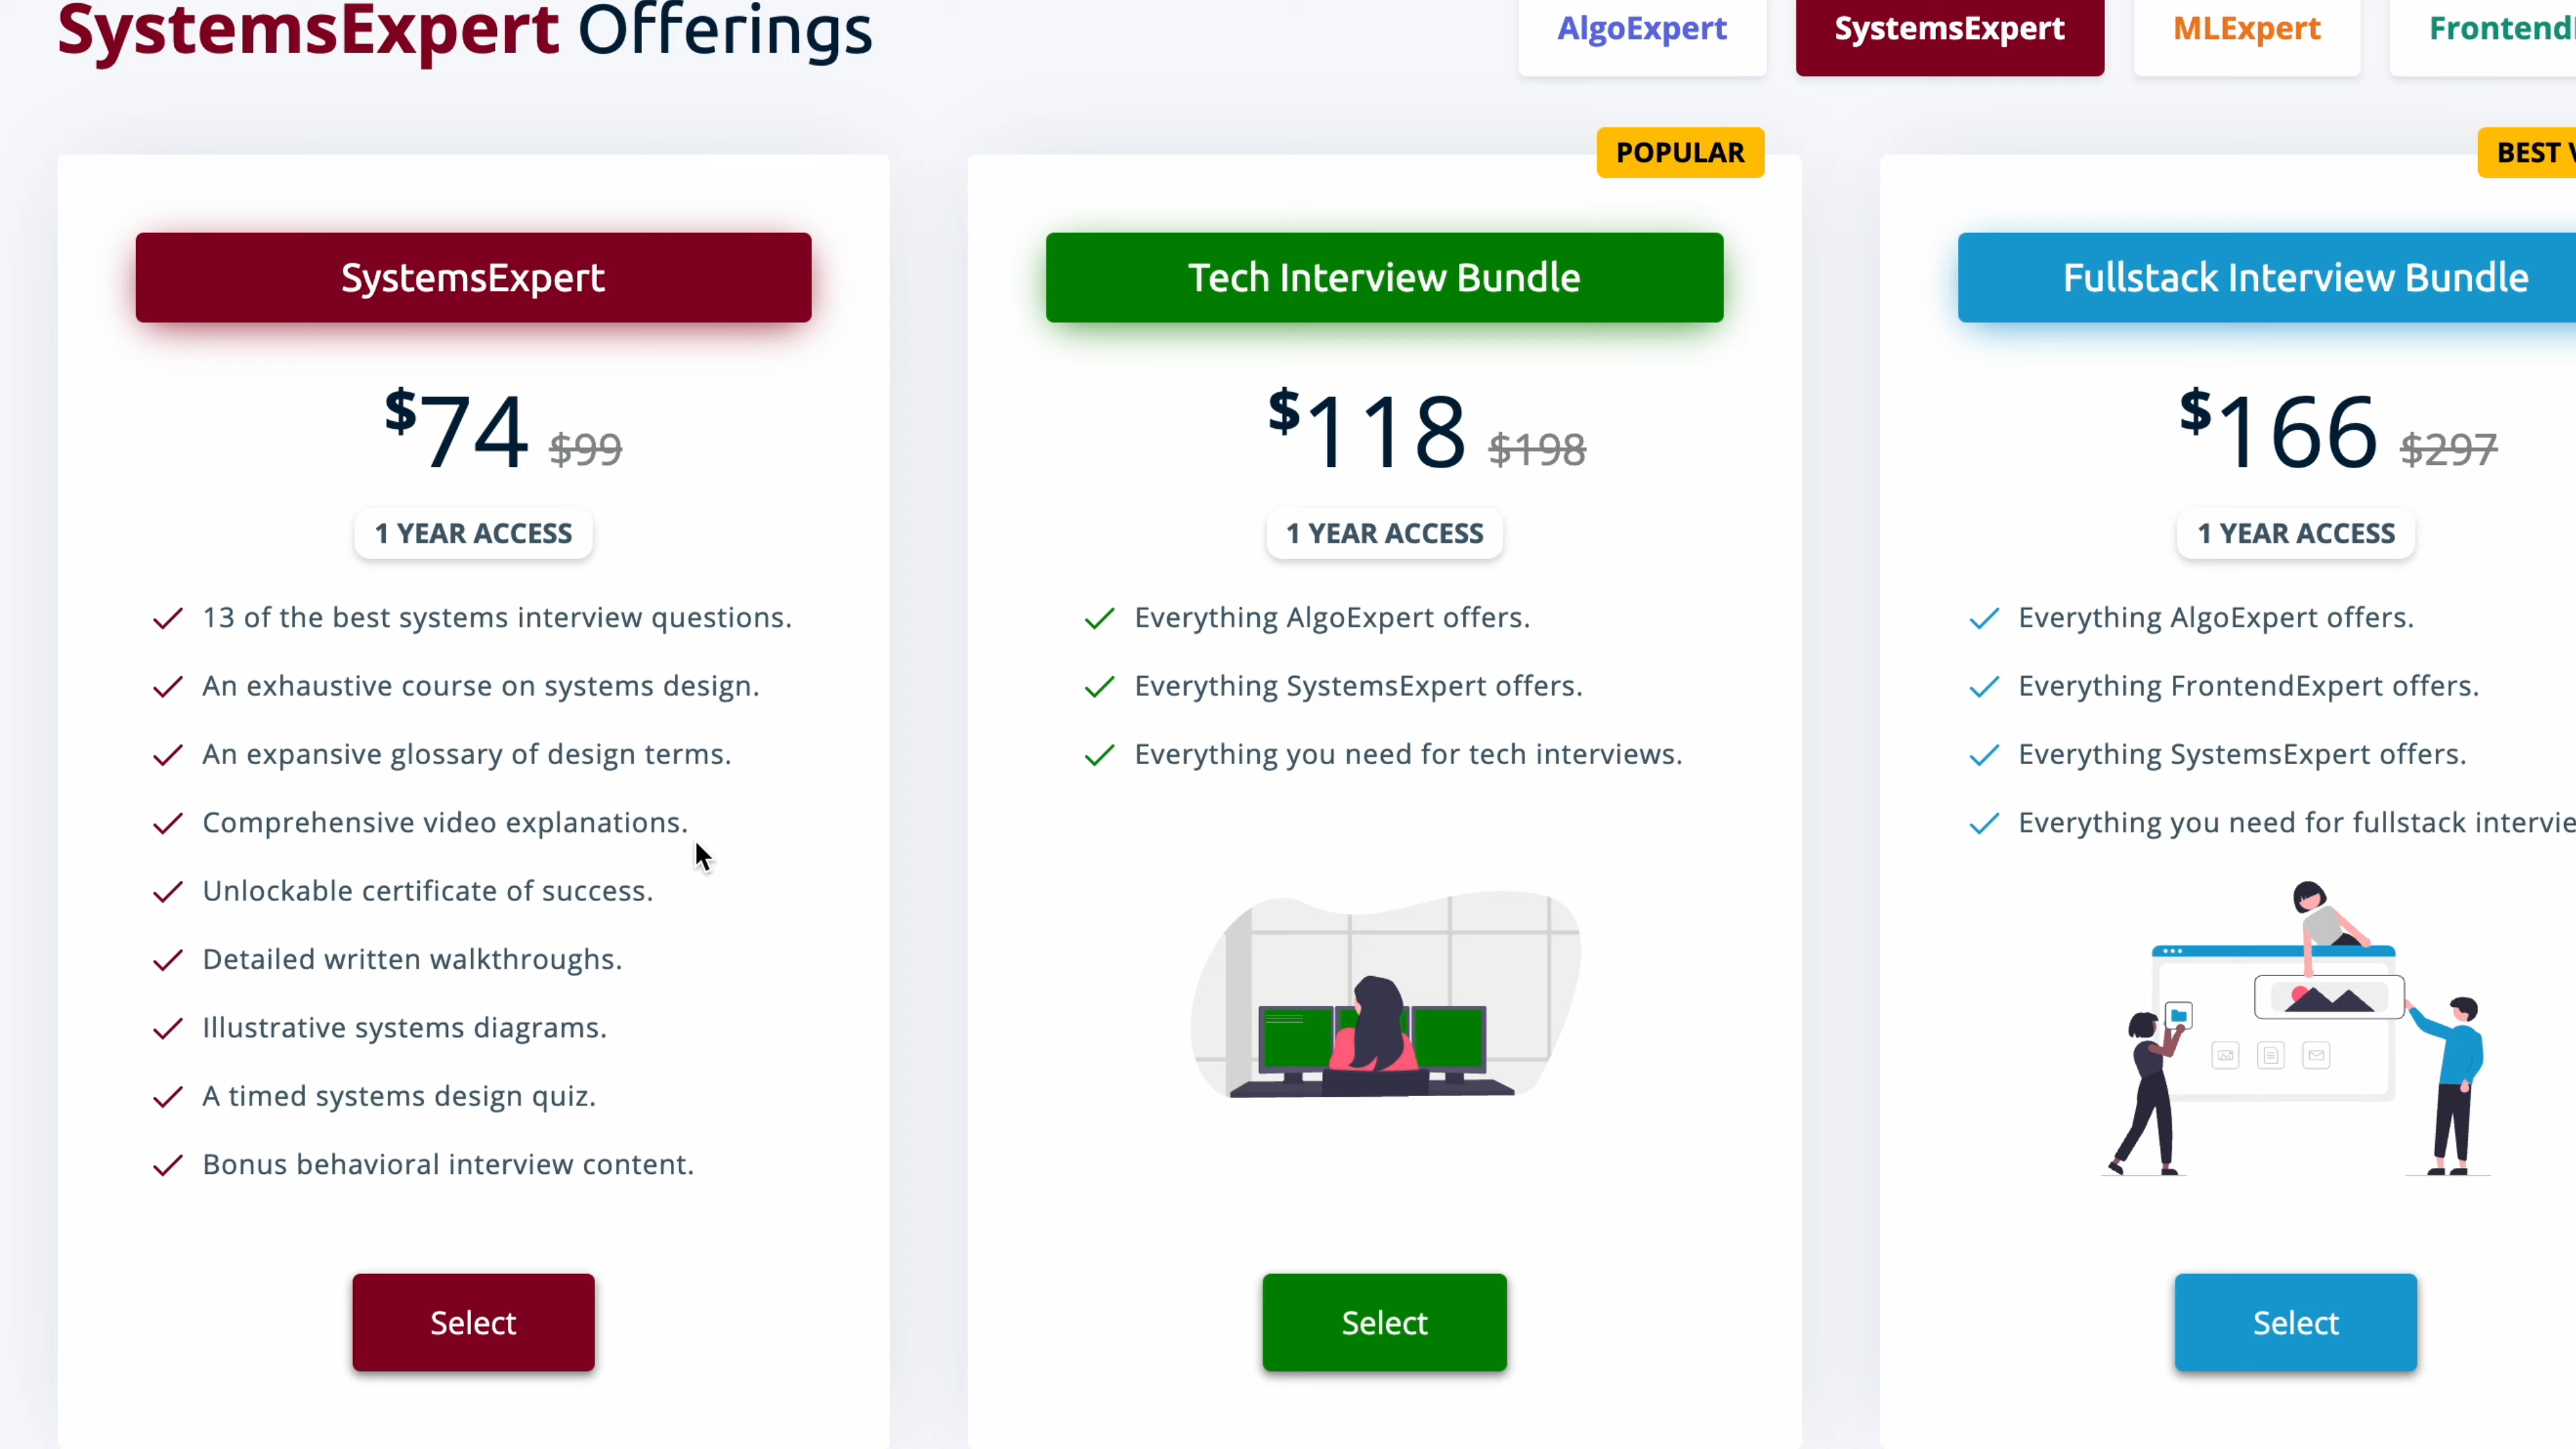 SystemsExpert Offerings
AlgoExpert
SystemsExpert
MLExpert
Frontend
POPULAR
BEST
SystemsExpert
$74 $99
1 YEAR ACCESS
13 of the best systems interview questions.
An exhaustive course on systems design.
An expansive glossary of design terms.
Comprehensive video explanations.
Unlockable certificate of success.
Detailed written walkthroughs.
Illustrative systems diagrams.
A timed systems design quiz.
Bonus behavioral interview content.
Select
Tech Interview Bundle
$118 $198
1 YEAR ACCESS
Everything AlgoExpert offers.
Everything SystemsExpert offers.
Everything you need for tech interviews.
Select
Fullstack Interview Bundle
$166 $297
1 YEAR ACCESS
Everything AlgoExpert offers.
Everything FrontendExpert offers.
Everything SystemsExpert offers.
Everything you need for fullstack intervie
Select